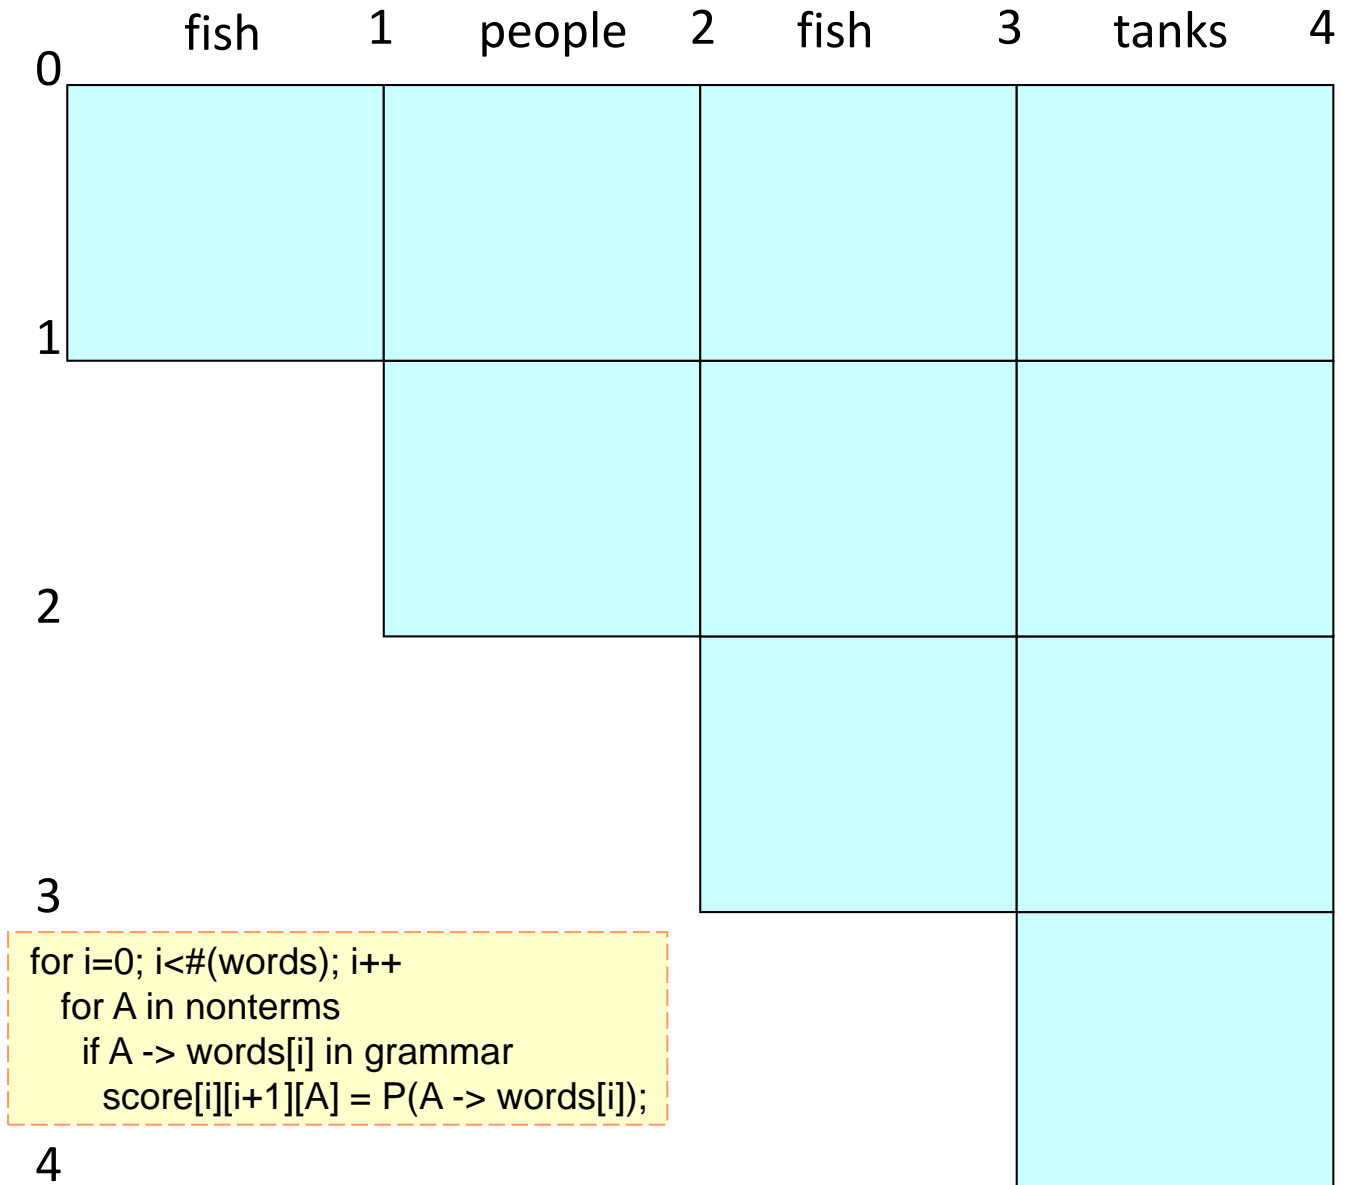 fish 1 people 2 fish 3 tanks 4
0
1
2
3
for i=0; i<#(words); i++
for A in nonterms
if A -> words[i] in grammar
score[i][i+1][A] = P(A -> words[i]);
4